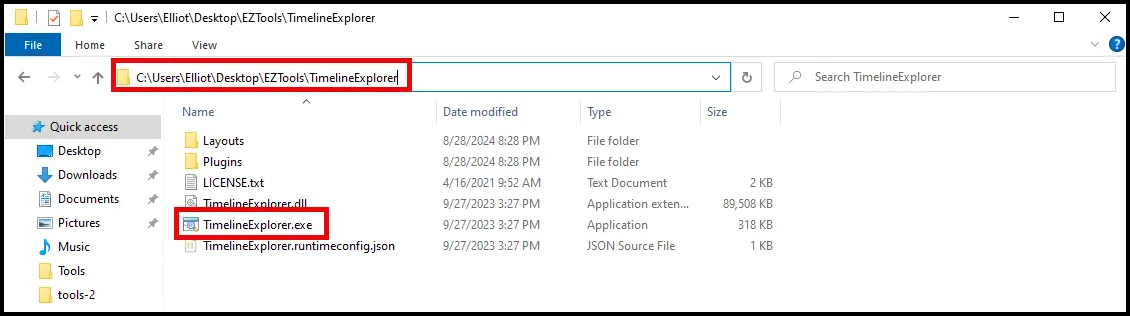 C:\Users\Elliot\Desktop\EZTools\TimelineExplorer
File Home Share View
C:\Users\Elliot\Desktop\EZTools\TimelineExplorer Search TimelineExplorer
Name Date modified Type Size
Quick access
Desktop
Downloads
Documents
Pictures
Music
Tools
tools-2
Layouts 8/28/2024 8:28 PM File folder
Plugins 8/28/2024 8:28 PM File folder
LICENSE.txt 4/16/2021 9:52 AM Text Document 2 KB
TimelineExplorer.dll 9/27/2023 3:27 PM Application exten... 89,508 KB
TimelineExplorer.exe 9/27/2023 3:27 PM Application 318 KB
TimelineExplorer.runtimeconfig.json 9/27/2023 3:27 PM JSON Source File 1 KB